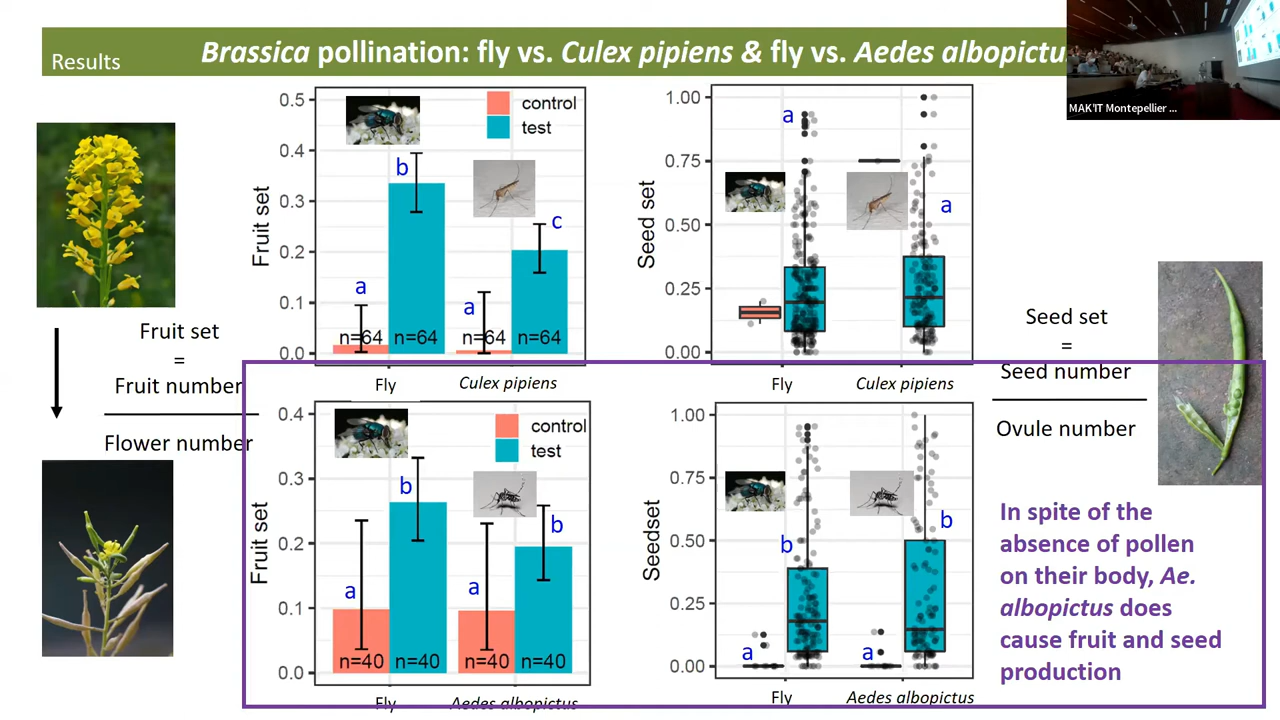 Results
Brassica pollination: fly vs. Culex pipiens & fly vs. Aedes albopictu
MAK'IT Montepellier ...
Fruit set
=
Fruit number
Flower number
Fruit set
0.5
0.4
0.3
0.2
0.1
0.0
control
test
a
b
a
c
n=64
n=64
n=64
n=64
Fly
Culex pipiens
Seed set
1.00
0.75
0.50
0.25
0.00
a
a
Fly
Culex pipiens
Seed set
=
Seed number
Ovule number
Fruit set
0.4
0.3
0.2
0.1
0.0
control
test
a
b
a
b
n=40
n=40
n=40
n=40
Fly
Aedes albopictus
Seedset
1.00
0.75
0.50
0.25
0.00
a
b
a
b
Fly
Aedes albopictus
In spite of the
absence of pollen
on their body, Ae.
albopictus does
cause fruit and seed
production